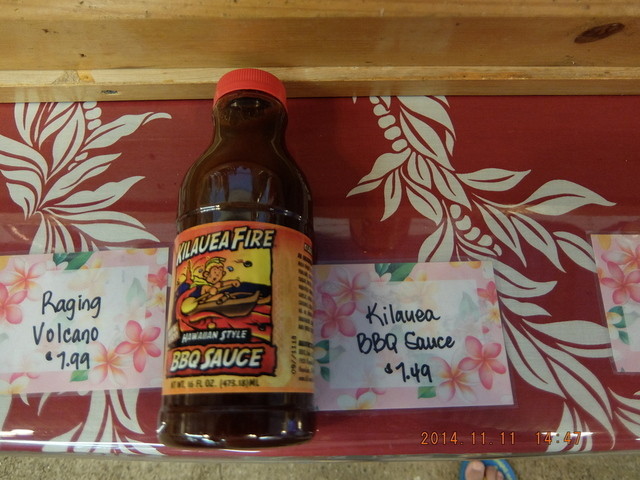 KILAUEA FIRE
HAWAIIAN STYLE
BBQ SAUCE
NT. WT. 16 FL OZ. (473.18) ML
Raging
Volcano
$7.99
Kilauea
BBQ Sauce
$7.49
2014.11.11 14:47